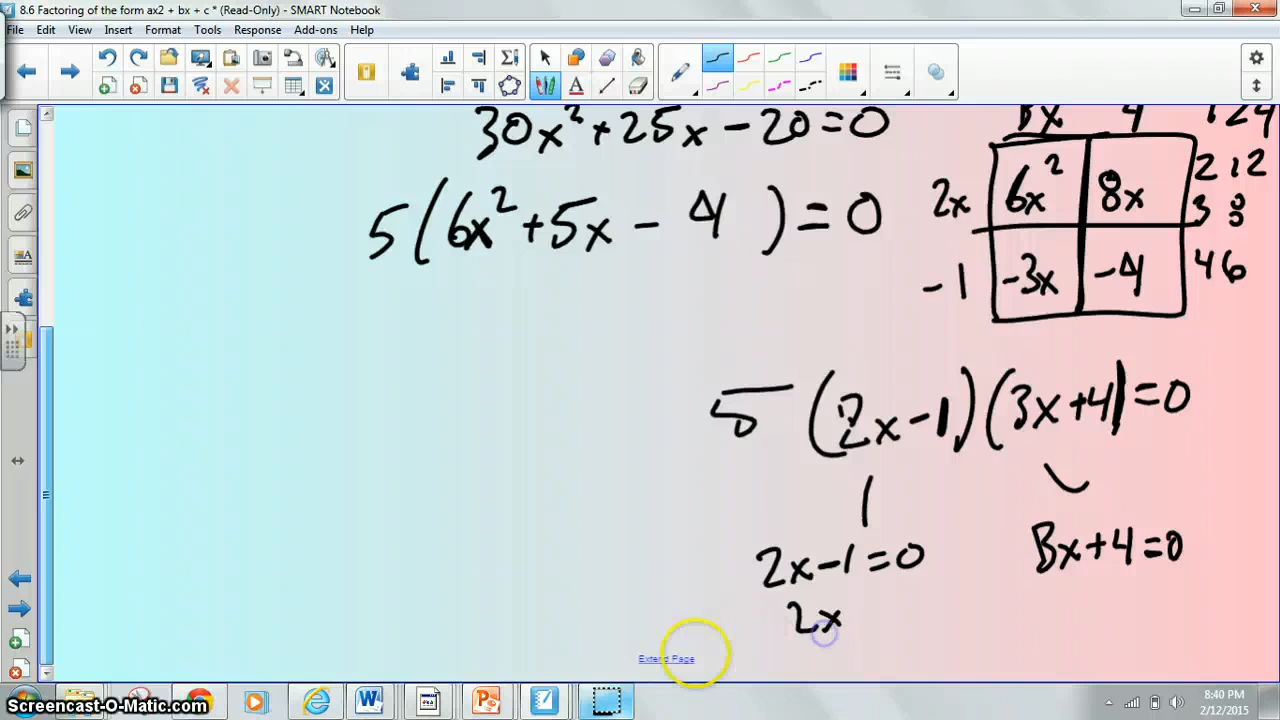 8.6 Factoring of the form ax2 + bx + c * (Read-Only) - SMART Notebook
File Edit View Insert Format Tools Response Add-ons Help
30x²+25x-20=0
5(6x²+5x-4)=0
3x 4
2x 6x² 8x
-1 -3x -4
1 24
2 12
3 8
4 6
5(2x-1)(3x+4)=0
2x-1=0 3x+4=0
2x
Extend Page
Screencast-O-Matic.com
8:40 PM
2/12/2015